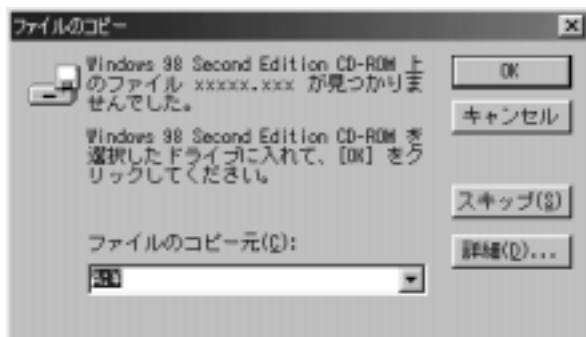 ファイルのコピー
Windows 98 Second Edition CD-ROM 上
のファイル xxxxx.xxx が見つかりま
せんでした。
Windows 98 Second Edition CD-ROM を
選択したドライブに入れて、[OK] をク
リックしてください。
ファイルのコピー元(C):
OK
キャンセル
スキップ(S)
詳細(D)...